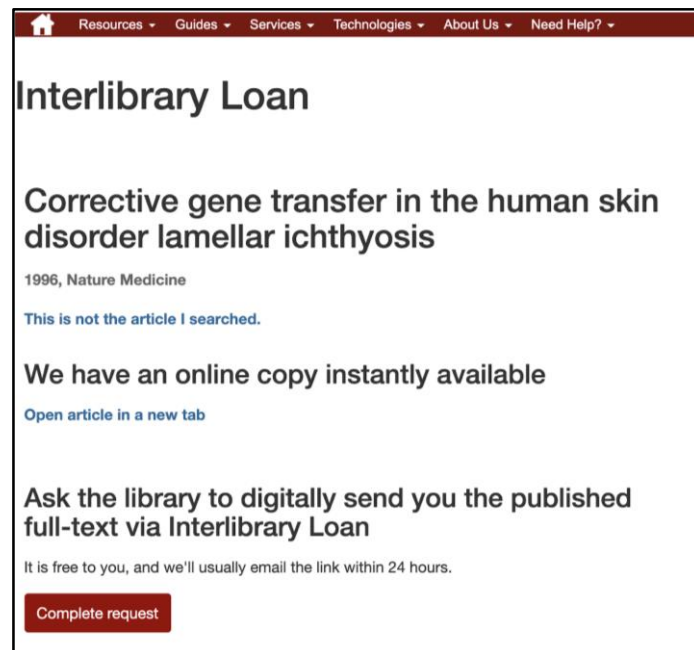 Resources Guides Services Technologies About Us Need Help?
Interlibrary Loan
Corrective gene transfer in the human skin
disorder lamellar ichthyosis
1996, Nature Medicine
This is not the article I searched.
We have an online copy instantly available
Open article in a new tab
Ask the library to digitally send you the published
full-text via Interlibrary Loan
It is free to you, and we'll usually email the link within 24 hours.
Complete request